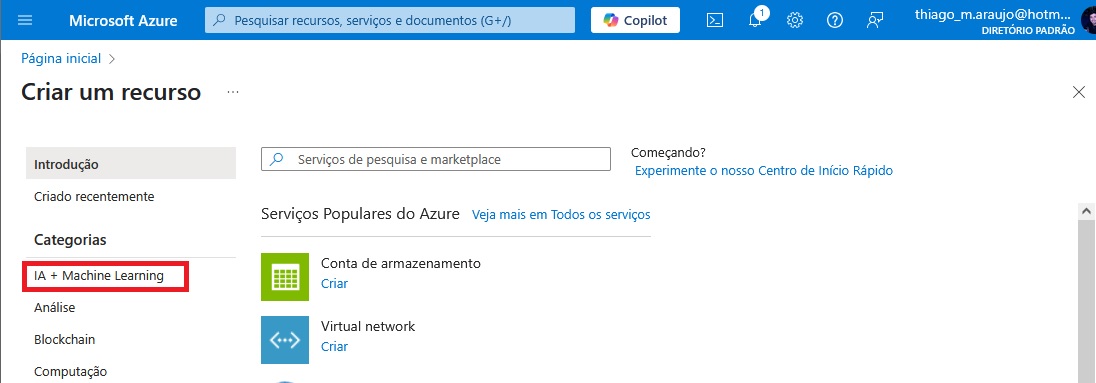 Microsoft Azure
Pesquisar recursos, serviços e documentos (G+/)
Copilot
1
thiago_m.araujo@hotm...
DIRETÓRIO PADRÃO
Página inicial >
Criar um recurso ...
Introdução
Criado recentemente
Categorias
IA + Machine Learning
Análise
Blockchain
Computação
Serviços de pesquisa e marketplace
Começando?
Experimente o nosso Centro de Início Rápido
Serviços Populares do Azure Veja mais em Todos os serviços
Conta de armazenamento
Criar
Virtual network
Criar